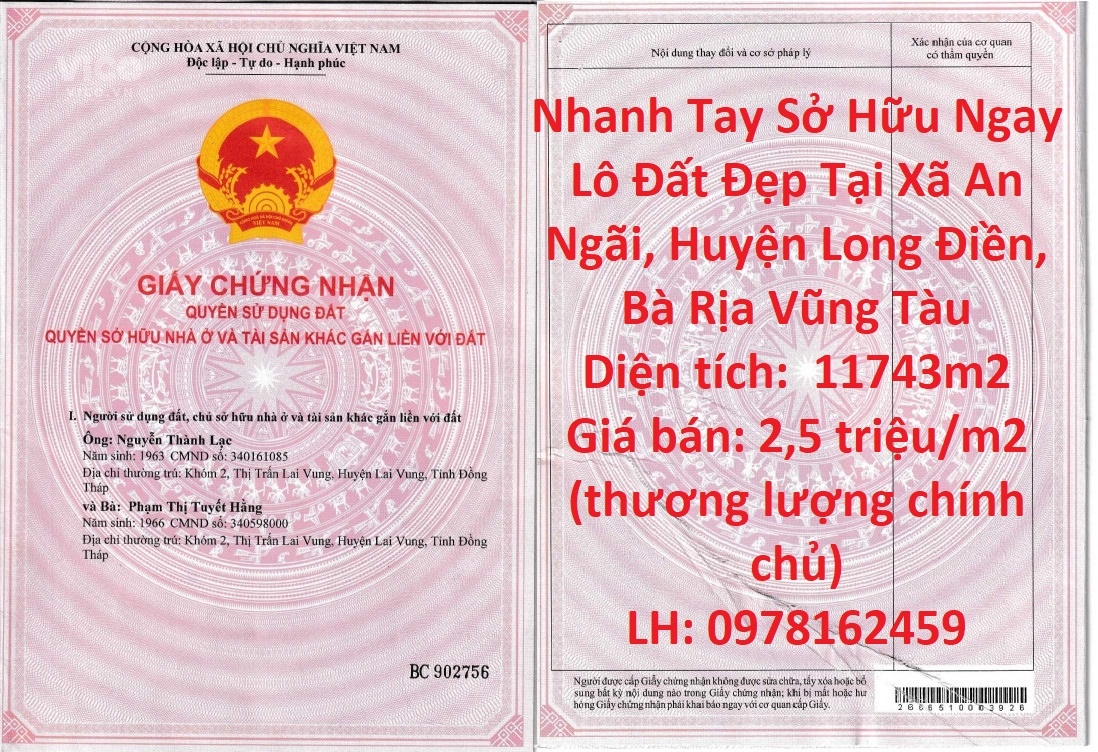 CỘNG HÒA XÃ HỘI CHỦ NGHĨA VIỆT NAM
Độc lập - Tự do - Hạnh phúc
CỘNG HÒA XÃ HỘI CHỦ NGHĨA
VIỆT NAM
GIẤY CHỨNG NHẬN
QUYỀN SỬ DỤNG ĐẤT
QUYỀN SỞ HỮU NHÀ Ở VÀ TÀI SẢN KHÁC GẮN LIỀN VỚI ĐẤT
I. Người sử dụng đất, chủ sở hữu nhà ở và tài sản khác gắn liền với đất
Ông: Nguyễn Thành Lạc
Năm sinh: 1963 CMND số: 340161085
Địa chỉ thường trú: Khóm 2, Thị Trấn Lai Vung, Huyện Lai Vung, Tỉnh Đồng
Tháp
và Bà: Phạm Thị Tuyết Hằng
Năm sinh: 1966 CMND số: 340598000
Địa chỉ thường trú: Khóm 2, Thị Trấn Lai Vung, Huyện Lai Vung, Tỉnh Đồng
Tháp
BC 902756
Nội dung thay đổi và cơ sở pháp lý
Xác nhận của cơ quan
có thẩm quyền
Nhanh Tay Sở Hữu Ngay
Lô Đất Đẹp Tại Xã An
Ngãi, Huyện Long Điền,
Bà Rịa Vũng Tàu
Diện tích: 11743m2
Giá bán: 2,5 triệu/m2
(thương lượng chính
chủ)
LH: 0978162459
Người được cấp Giấy chứng nhận không được sửa chữa, tẩy xóa hoặc bổ
sung bất kỳ nội dung nào trong Giấy chứng nhận; khi bị mất hoặc hư
hỏng Giấy chứng nhận phải khai báo ngay với cơ quan cấp Giấy.
2666510003926